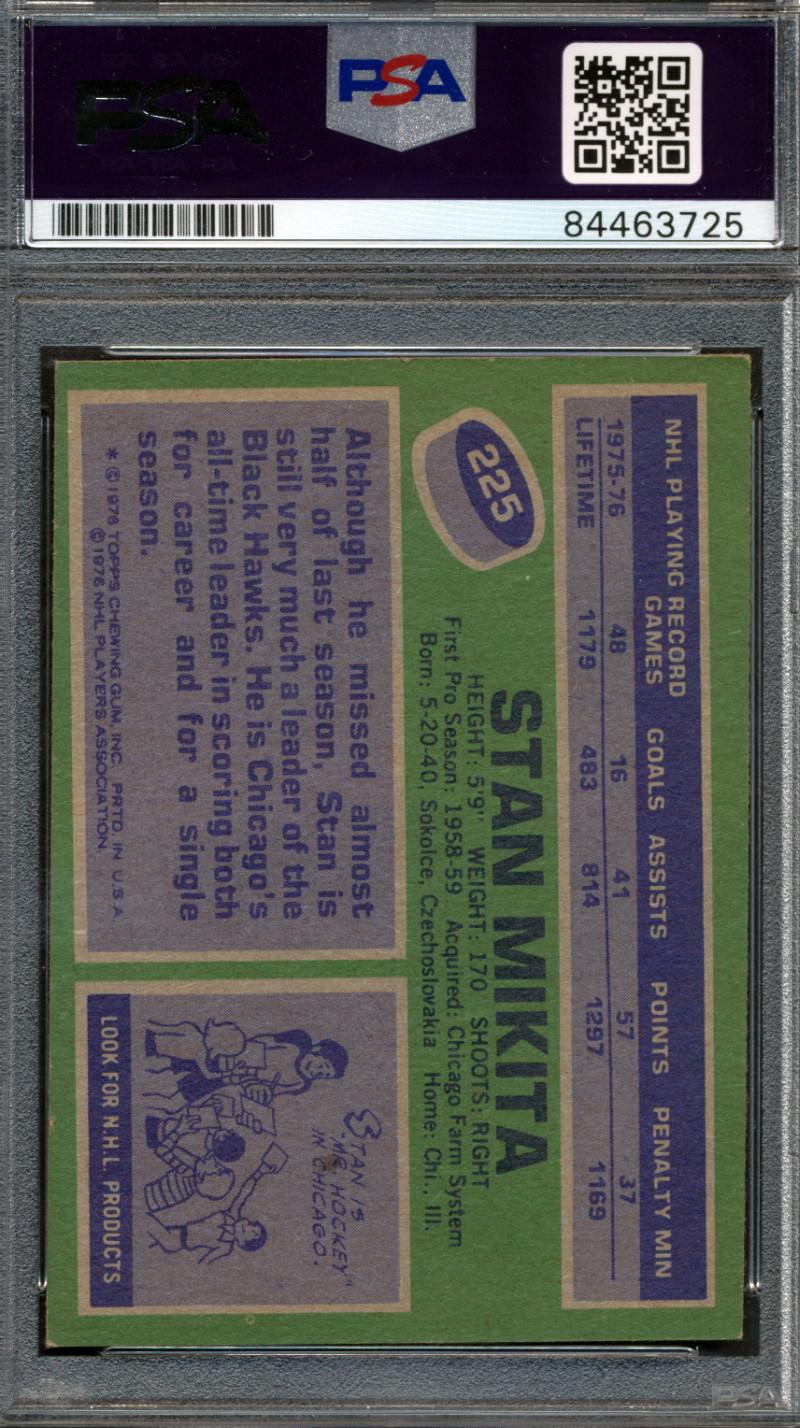 PSA
PSA
84463725
NHL PLAYING RECORD
GAMES GOALS ASSISTS POINTS PENALTY MIN
1975-76 48 16 41 57 37
LIFETIME 1179 483 814 1297 1169
225
STAN MIKITA
HEIGHT: 5'9" WEIGHT: 170 SHOOTS: RIGHT
First Pro Season: 1958-59 Acquired: Chicago Farm System
Born: 5-20-40, Sokolce, Czechoslovakia Home: Chi., Ill.
Although he missed almost
half of last season, Stan is
still very much a leader of the
Black Hawks. He is Chicago's
all-time leader in scoring both
for career and for a single
season.
* ©1976 TOPPS CHEWING GUM, INC. PRTD. IN U.S.A.
©1976 NHL PLAYERS ASSOCIATION.
STAN IS
"MR. HOCKEY"
IN CHICAGO.
LOOK FOR N.H.L. PRODUCTS
PSA